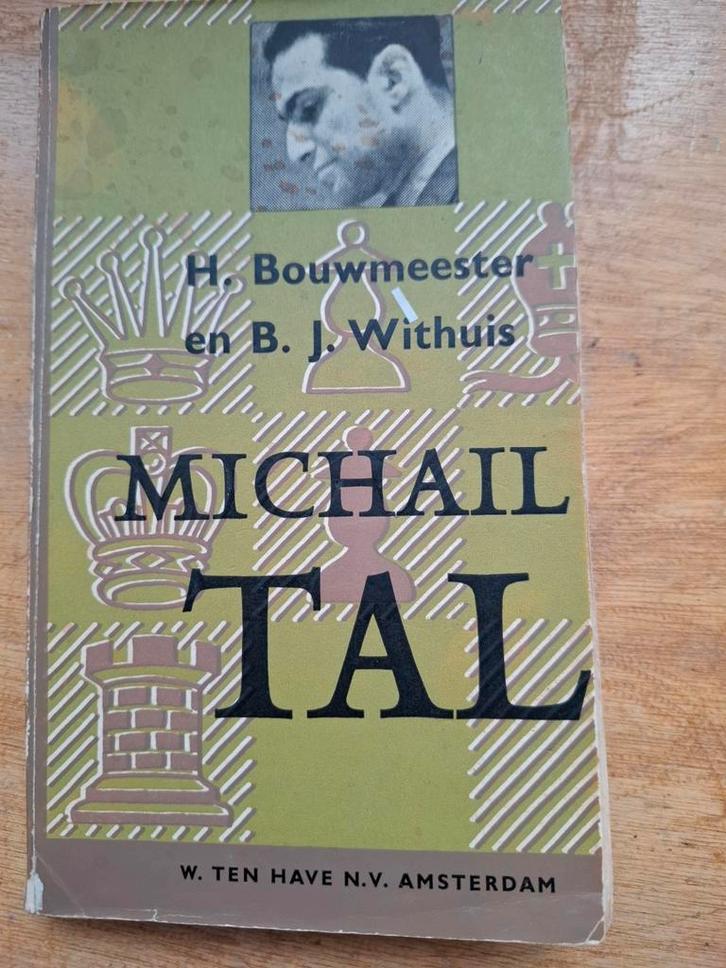 H. Bouwmeester
en B. J. Withuis
MICHAIL
TAL
W. TEN HAVE N.V. AMSTERDAM